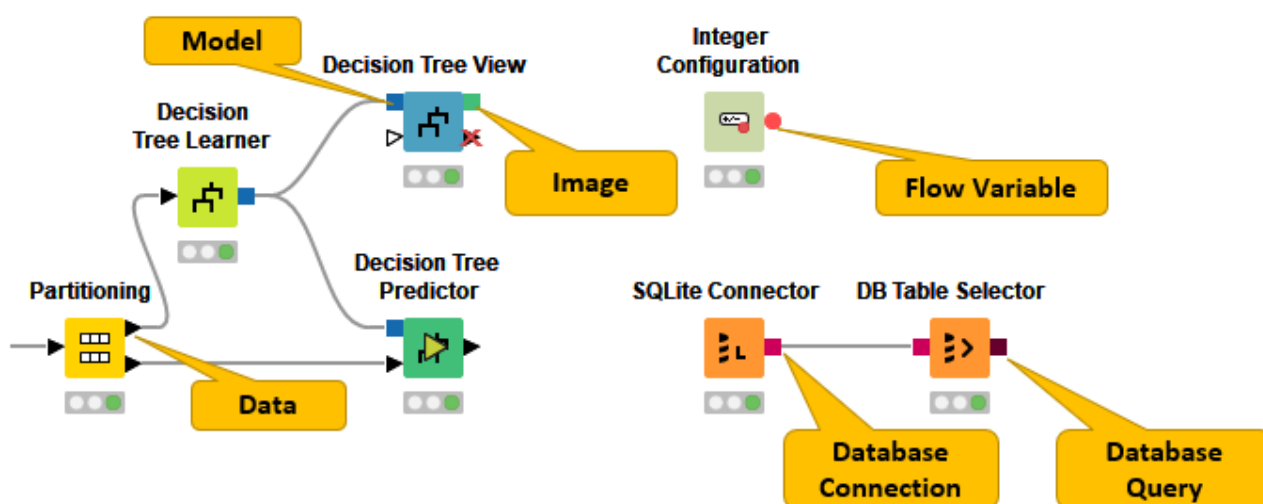 Model
Decision Tree View
Integer
Configuration
Decision
Tree Learner
Image
Flow Variable
Decision Tree
Predictor
Partitioning
SQLite Connector
DB Table Selector
L
Data
Database
Connection
Database
Query